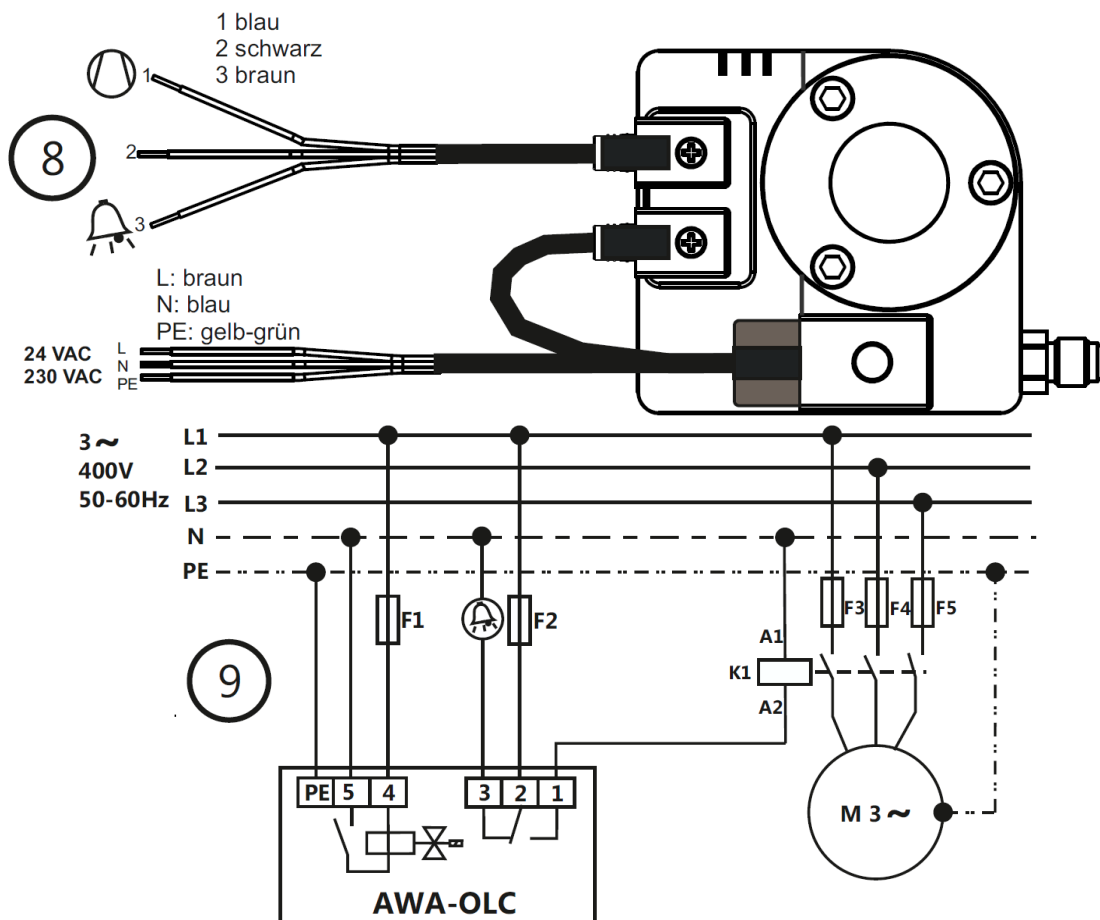 1 blau
2 schwarz
3 braun
1
8
2
3
L: braun
N: blau
PE: gelb-grün
24 VAC L
N
230 VAC PE
3~ L1
400V L2
50-60Hz L3
N
PE
F1 F2 F3 F4 F5
A1
9 K1
A2
PE 5 4 3 2 1
M 3~
AWA-OLC